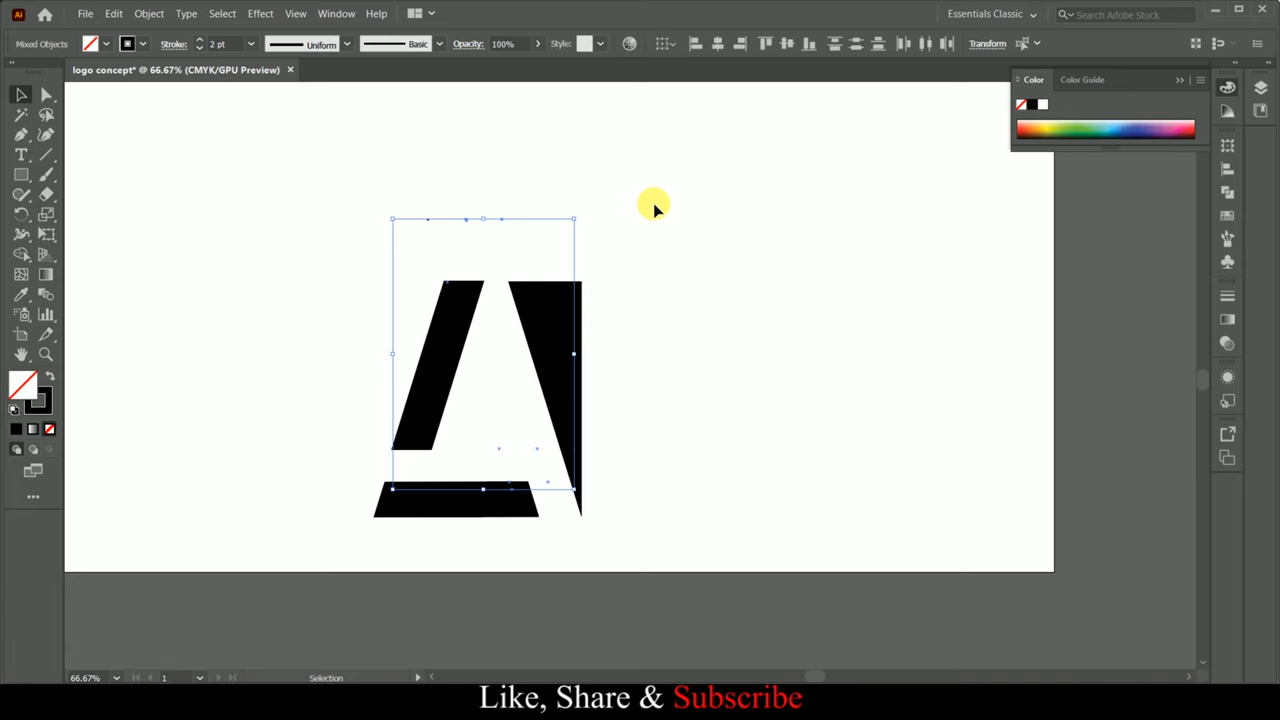 Ai File Edit Object Type Select Effect View Window Help Essentials Classic Search Adobe Stock
Mixed Objects Stroke: 2 pt Uniform Basic Opacity: 100% Style: Transform
logo concept* @ 66.67% (CMYK/GPU Preview)
Color Color Guide
66.67% 1 Selection
Like, Share & Subscribe